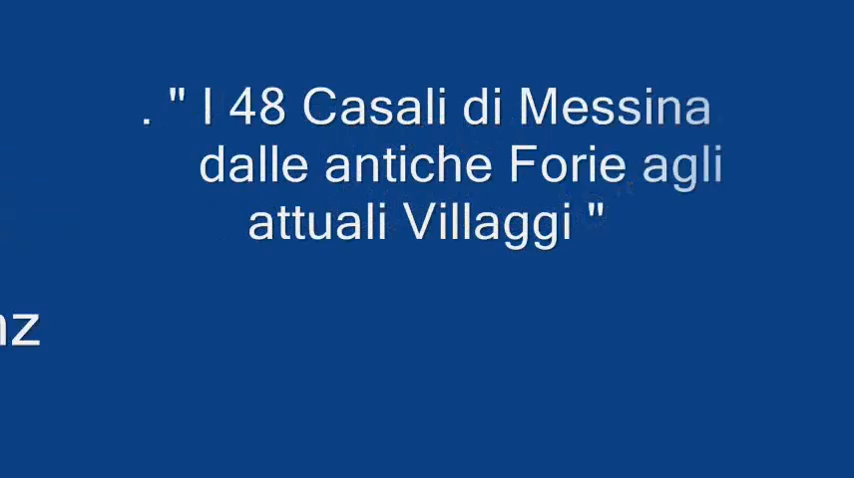 . " I 48 Casali di Messina
dalle antiche Forie agli
attuali Villaggi "
nz